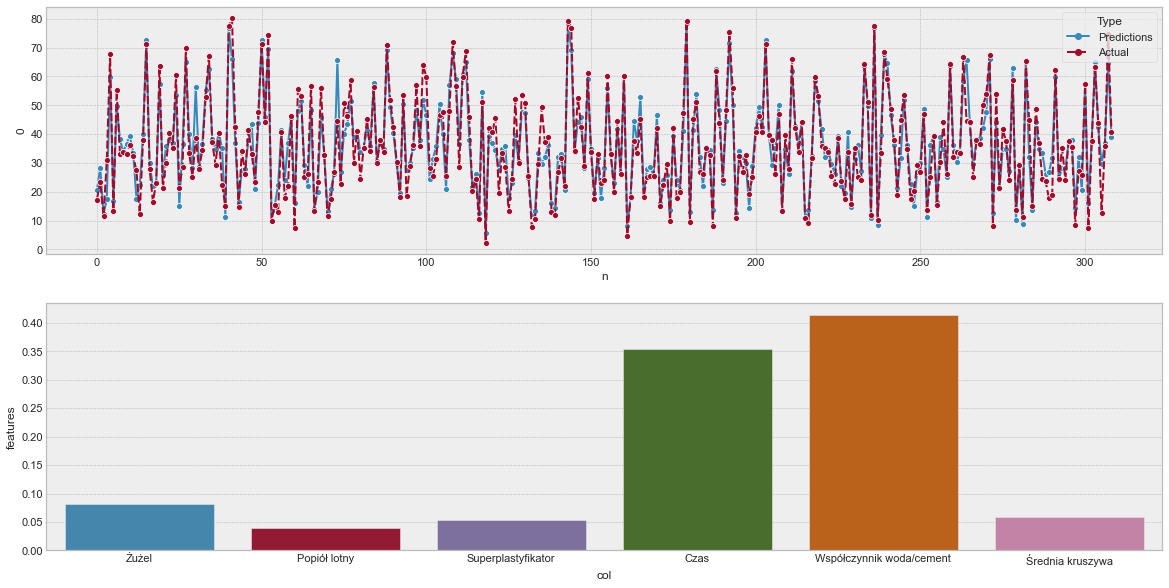 80
70
60
50
40
30
20
10
0
0
Type
Predictions
Actual
0
50
100
150
200
250
300
n
0.40
0.35
0.30
0.25
0.20
0.15
0.10
0.05
0.00
features
Żużel
Popiół lotny
Superplastyfikator
Czas
Współczynnik woda/cement
Średnia kruszywa
col